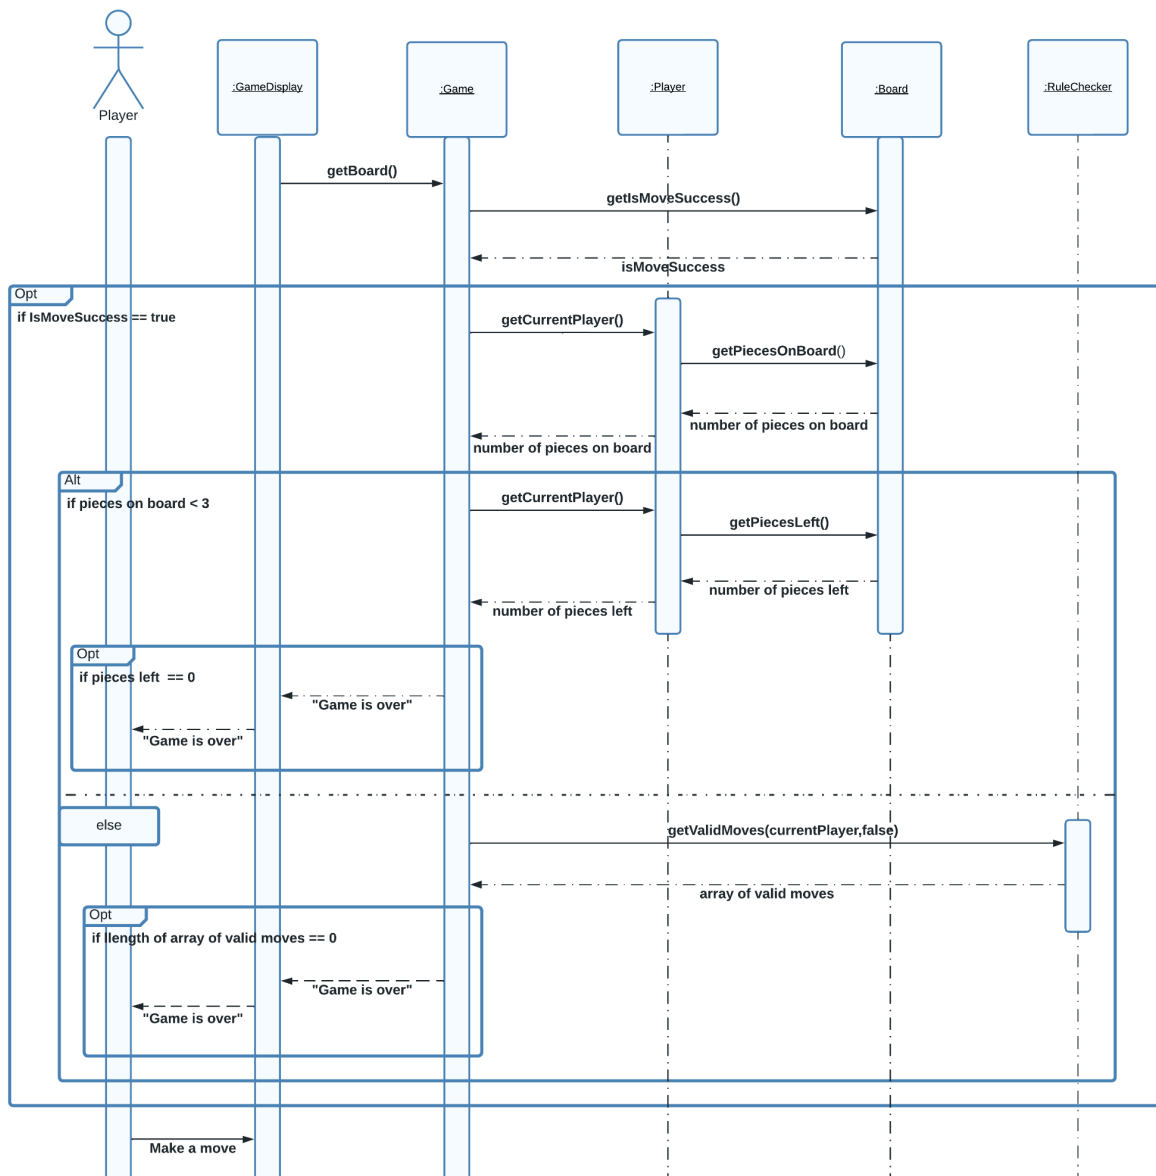 Player
:GameDisplay
:Game
:Player
:Board
:RuleChecker
getBoard()
getIsMoveSuccess()
isMoveSuccess
Opt
if IsMoveSuccess == true
getCurrentPlayer()
getPiecesOnBoard()
number of pieces on board
number of pieces on board
Alt
if pieces on board < 3
getCurrentPlayer()
getPiecesLeft()
number of pieces left
number of pieces left
Opt
if pieces left == 0
"Game is over"
"Game is over"
else
getValidMoves(currentPlayer,false)
array of valid moves
Opt
if llength of array of valid moves == 0
"Game is over"
"Game is over"
Make a move